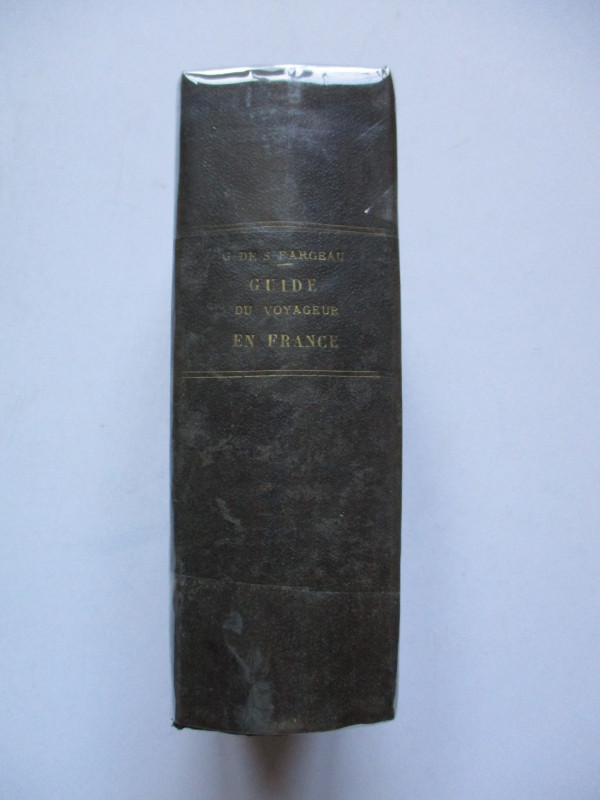 G. DE S. FARGEAU
GUIDE
DU VOYAGEUR
EN FRANCE